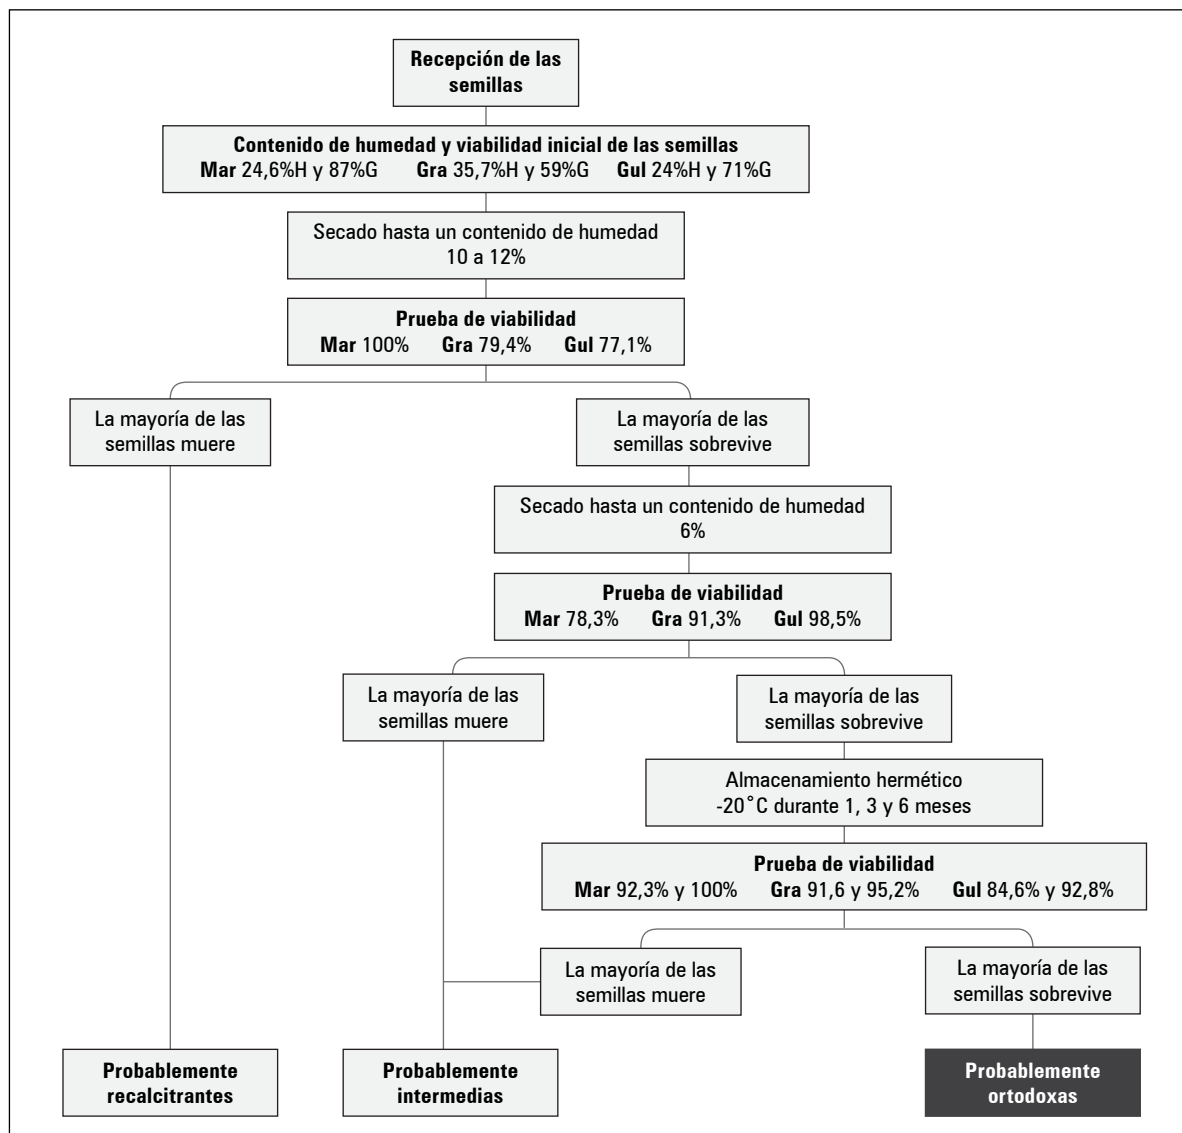 Recepción de las
semillas
Contenido de humedad y viabilidad inicial de las semillas
Mar 24,6%H y 87%G Gra 35,7%H y 59%G Gul 24%H y 71%G
Secado hasta un contenido de humedad
10 a 12%
Prueba de viabilidad
Mar 100% Gra 79,4% Gul 77,1%
La mayoría de las
semillas muere
La mayoría de las
semillas sobrevive
Secado hasta un contenido de humedad
6%
Prueba de viabilidad
Mar 78,3% Gra 91,3% Gul 98,5%
La mayoría de las
semillas muere
La mayoría de las
semillas sobrevive
Almacenamiento hermético
-20°C durante 1, 3 y 6 meses
Prueba de viabilidad
Mar 92,3% y 100% Gra 91,6 y 95,2% Gul 84,6% y 92,8%
La mayoría de las
semillas muere
La mayoría de las
semillas sobrevive
Probablemente
recalcitrantes
Probablemente
intermedias
Probablemente
ortodoxas